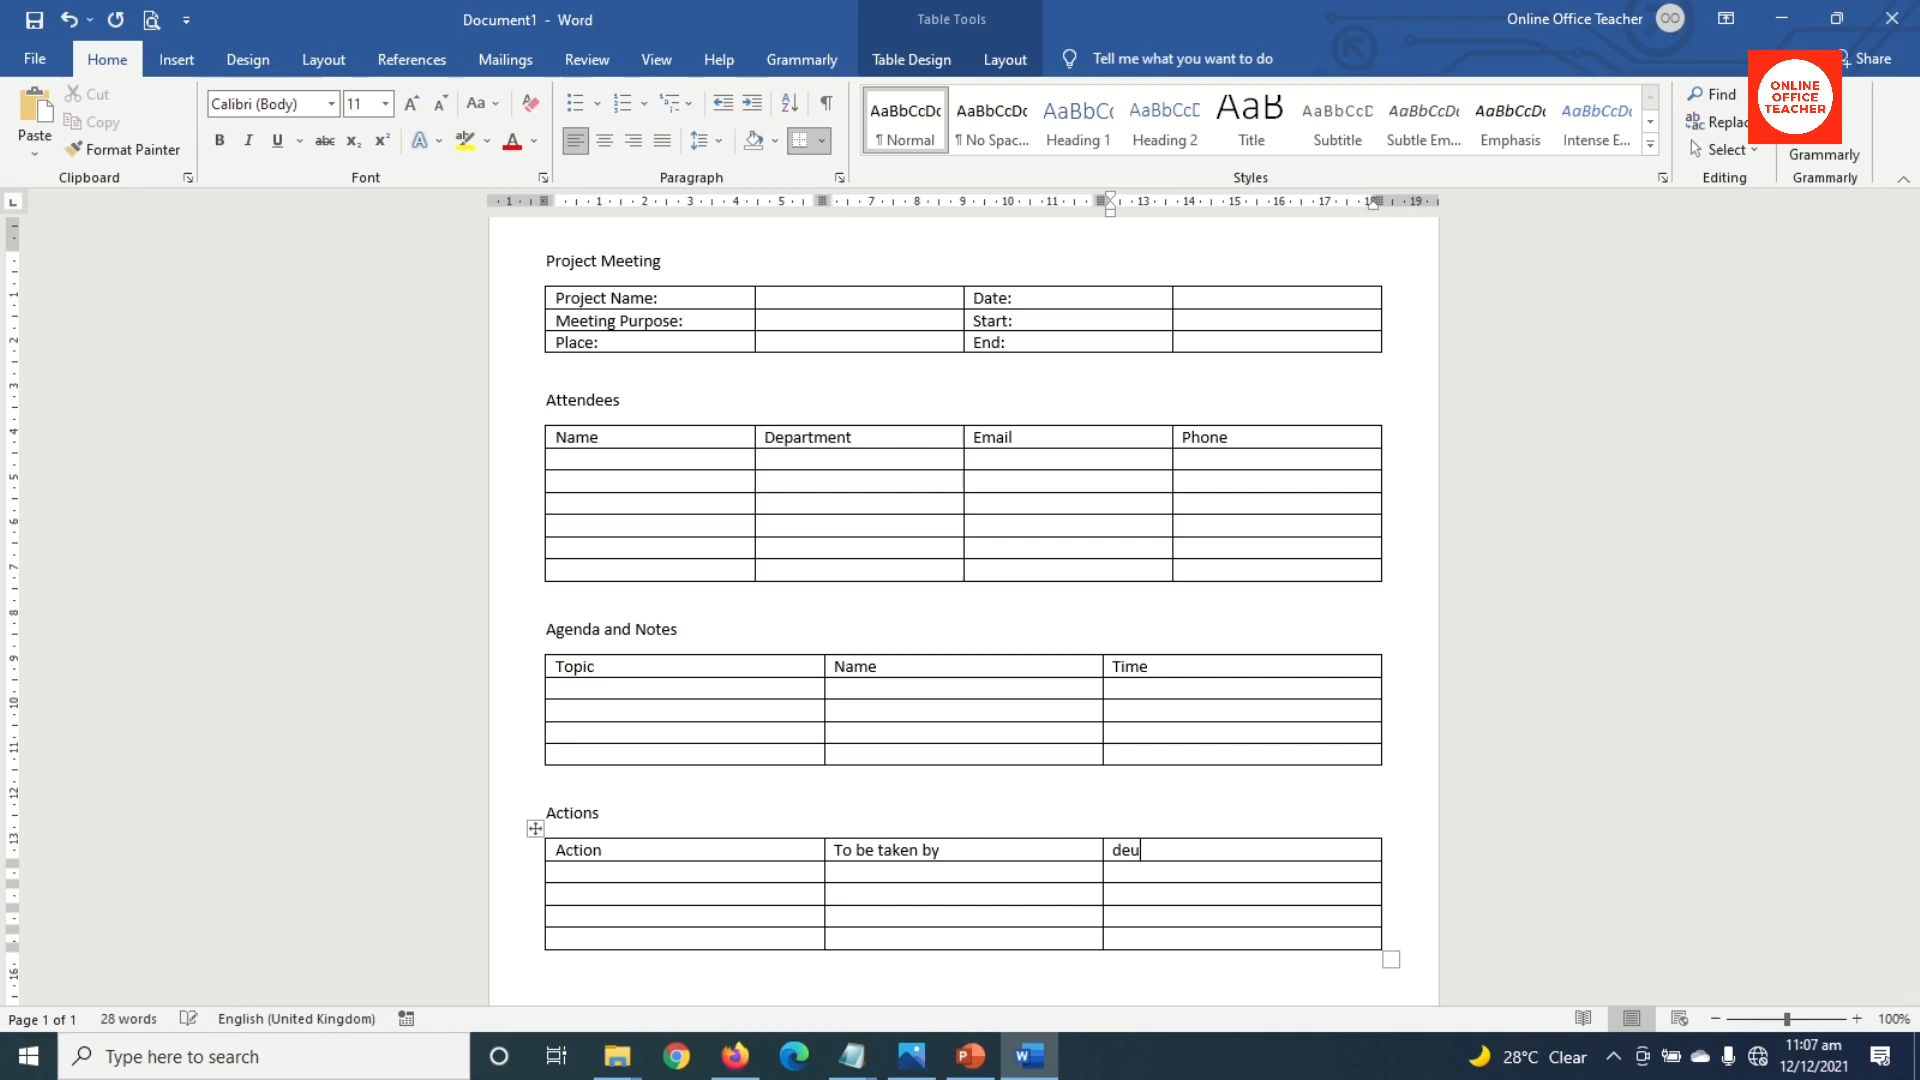 Document1 - Word
Table Tools
Online Office Teacher
OO
File
Home
Insert
Design
Layout
References
Mailings
Review
View
Help
Grammarly
Table Design
Layout
Tell me what you want to do
Share
ONLINE
OFFICE
TEACHER
Paste
Cut
Copy
Format Painter
Clipboard
Calibri (Body)
11
Font
Paragraph
AaBbCcDc
¶ Normal
AaBbCcDc
¶ No Spac...
AaBbCc
Heading 1
AaBbCcD
Heading 2
AaB
Title
AaBbCcD
Subtitle
AaBbCcDc
Subtle Em...
AaBbCcDc
Emphasis
AaBbCcDc
Intense E...
Styles
Find
Replac
Select
Editing
Grammarly
Grammarly
Project Meeting
Project Name:
Date:
Meeting Purpose:
Start:
Place:
End:
Attendees
Name
Department
Email
Phone
Agenda and Notes
Topic
Name
Time
Actions
Action
To be taken by
deu
Page 1 of 1
28 words
English (United Kingdom)
100%
Type here to search
28°C Clear
11:07 am
12/12/2021